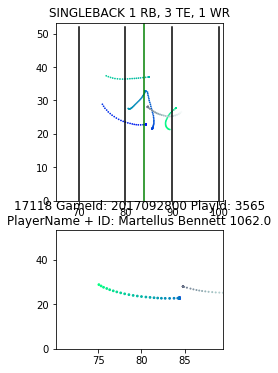 SINGLEBACK 1 RB, 3 TE, 1 WR
50
40
30
20
10
0
70 80 90 100
17118 GameId: 2017092800 PlayId: 3565
PlayerName + ID: Martellus Bennett 1062.0
40
20
0
75 80 85